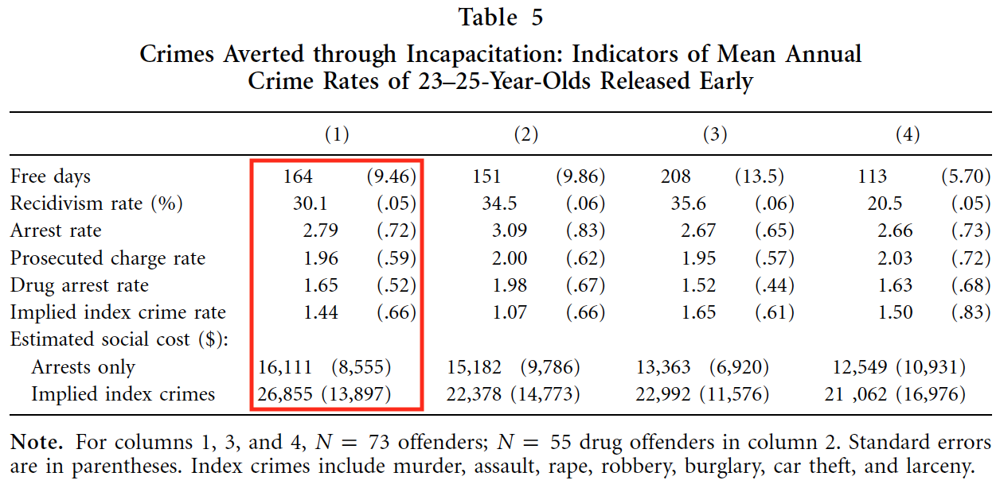 Table 5
Crimes Averted through Incapacitation: Indicators of Mean Annual
Crime Rates of 23–25-Year-Olds Released Early
(1) (2) (3) (4)
Free days 164 (9.46) 151 (9.86) 208 (13.5) 113 (5.70)
Recidivism rate (%) 30.1 (.05) 34.5 (.06) 35.6 (.06) 20.5 (.05)
Arrest rate 2.79 (.72) 3.09 (.83) 2.67 (.65) 2.66 (.73)
Prosecuted charge rate 1.96 (.59) 2.00 (.62) 1.95 (.57) 2.03 (.72)
Drug arrest rate 1.65 (.52) 1.98 (.67) 1.52 (.44) 1.63 (.68)
Implied index crime rate 1.44 (.66) 1.07 (.66) 1.65 (.61) 1.50 (.83)
Estimated social cost ($):
Arrests only 16,111 (8,555) 15,182 (9,786) 13,363 (6,920) 12,549 (10,931)
Implied index crimes 26,855 (13,897) 22,378 (14,773) 22,992 (11,576) 21 ,062 (16,976)
Note. For columns 1, 3, and 4, N = 73 offenders; N = 55 drug offenders in column 2. Standard errors
are in parentheses. Index crimes include murder, assault, rape, robbery, burglary, car theft, and larceny.